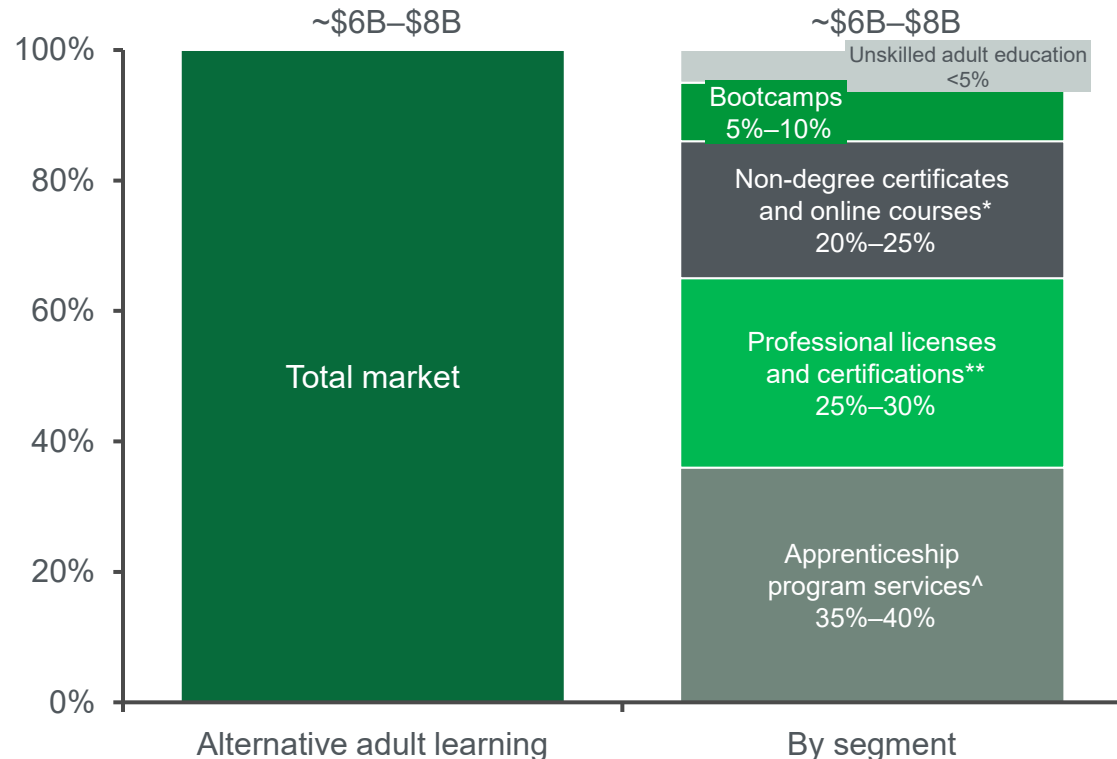 ~$6B–$8B
~$6B–$8B
100%
80%
60%
40%
20%
0%
Total market
Unskilled adult education
<5%
Bootcamps
5%–10%
Non-degree certificates
and online courses*
20%–25%
Professional licenses
and certifications**
25%–30%
Apprenticeship
program services^
35%–40%
Alternative adult learning
By segment